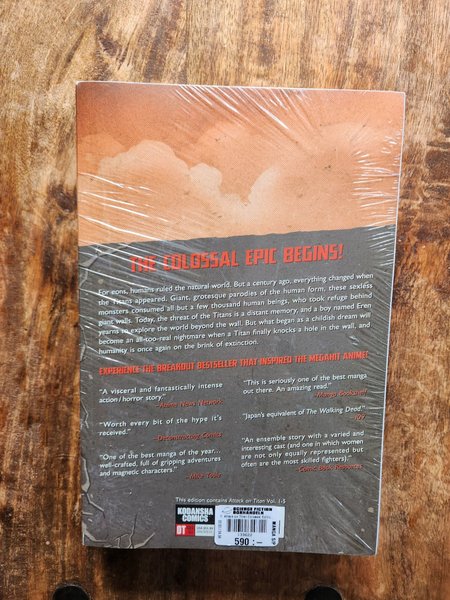 THE COLOSSAL EPIC BEGINS!
For eons, humans ruled the natural world. But a century ago, everything changed when
the Titans appeared. Giant, grotesque parodies of the human form, these sexless
monsters consumed all but a few thousand human beings, who took refuge behind
giant walls. Today, the threat of the Titans is a distant memory, and a boy named Eren
yearns to explore the world beyond the wall. But what began as a childish dream will
become an all-too-real nightmare when a Titan finally knocks a hole in the wall, and
humanity is once again on the brink of extinction.
EXPERIENCE THE BREAKOUT BESTSELLER THAT INSPIRED THE MEGAHIT ANIME!
"A visceral and fantastically intense
action/horror story."
–Anime News Network
"Worth every bit of the hype it's
received."
–Deconstructing Comics
"One of the best manga of the year...
well-crafted, full of gripping adventures
and magnetic characters."
"This is seriously one of the best manga
out there. An amazing read."
–Manga Bookshelf
"Japan's equivalent of The Walking Dead."
"An ensemble story with a varied and
interesting cast (and one in which women
are not only equally represented but
often are the most skilled fighters)."
–Comic Book Resources
This edition contains Attack on Titan Vol. 1-5
KODANSHA
COMICS
SCIENCE FICTION
BOKHANDELN
590:-
MANGA